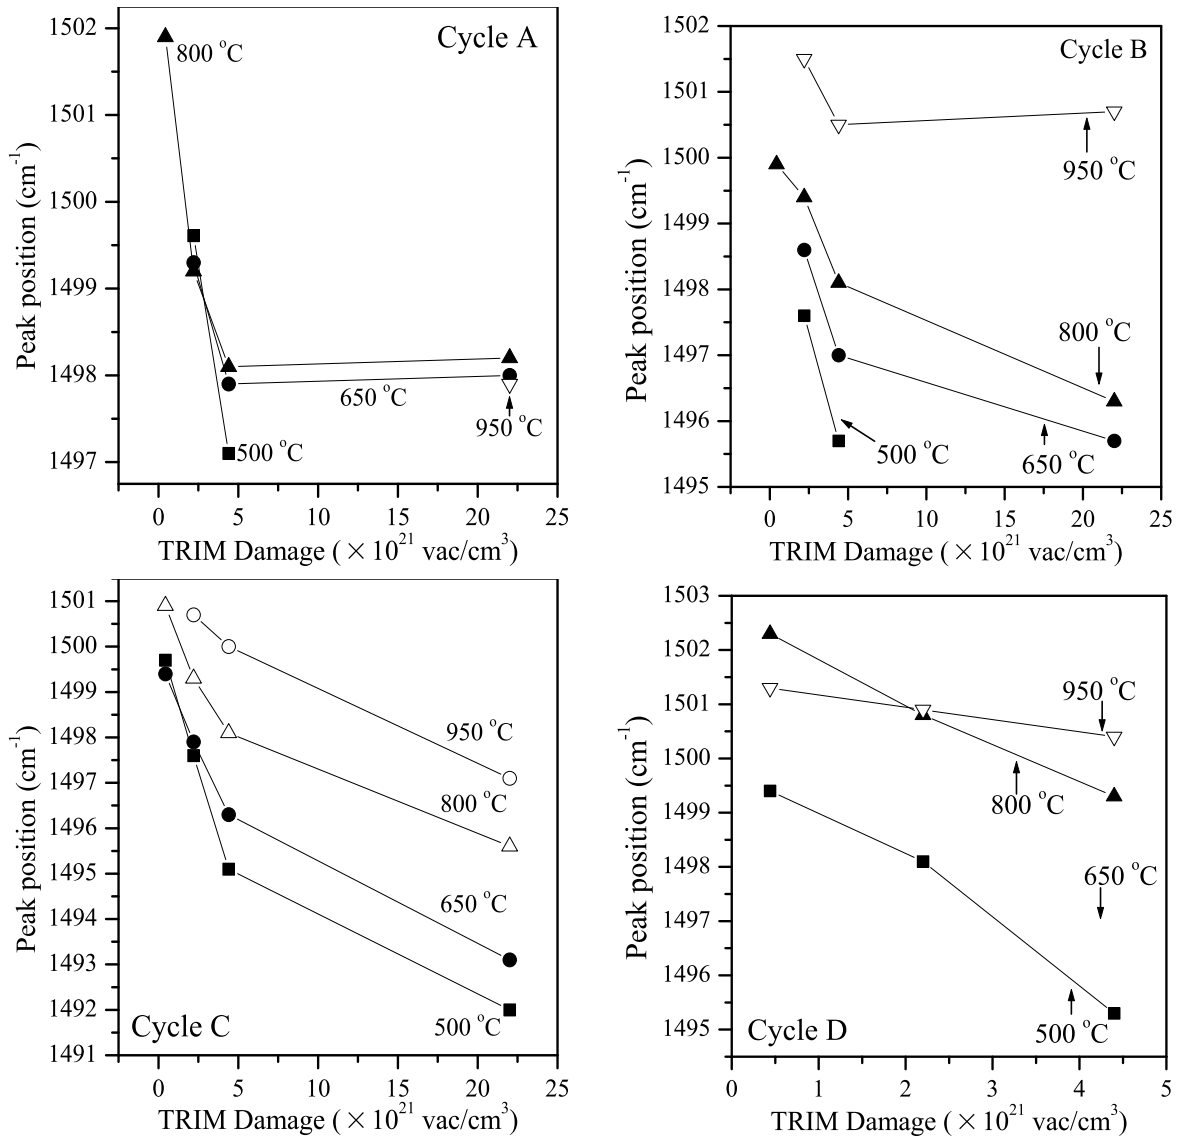 Cycle A
1502
1501
1500
1499
1498
1497
Peak position (cm⁻¹)
800 °C
650 °C
950 °C
500 °C
0 5 10 15 20 25
TRIM Damage (×10²¹ vac/cm³)
Cycle B
1502
1501
1500
1499
1498
1497
1496
1495
Peak position (cm⁻¹)
950 °C
800 °C
500 °C
650 °C
0 5 10 15 20 25
TRIM Damage (×10²¹ vac/cm³)
1501
1500
1499
1498
1497
1496
1495
1494
1493
1492
1491
Peak position (cm⁻¹)
950 °C
800 °C
650 °C
500 °C
Cycle C
0 5 10 15 20 25
TRIM Damage (×10²¹ vac/cm³)
1503
1502
1501
1500
1499
1498
1497
1496
1495
Peak position (cm⁻¹)
950 °C
800 °C
650 °C
500 °C
Cycle D
0 1 2 3 4 5
TRIM Damage (×10²¹ vac/cm³)